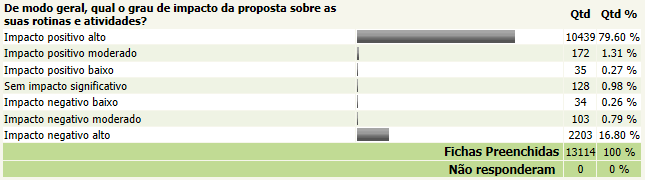 De modo geral, qual o grau de impacto da proposta sobre as suas rotinas e atividades? Qtd Qtd %
Impacto positivo alto 10439 79.60 %
Impacto positivo moderado 172 1.31 %
Impacto positivo baixo 35 0.27 %
Sem impacto significativo 128 0.98 %
Impacto negativo baixo 34 0.26 %
Impacto negativo moderado 103 0.79 %
Impacto negativo alto 2203 16.80 %
Fichas Preenchidas 13114 100 %
Não responderam 0 0 %